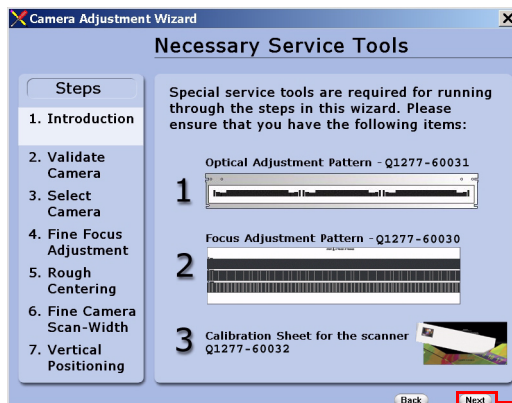 Camera Adjustment Wizard
Necessary Service Tools
Steps
1. Introduction
2. Validate
Camera
3. Select
Camera
4. Fine Focus
Adjustment
5. Rough
Centering
6. Fine Camera
Scan-Width
7. Vertical
Positioning
Special service tools are required for running
through the steps in this wizard. Please
ensure that you have the following items:
1
Optical Adjustment Pattern - Q1277-60031
2
Focus Adjustment Pattern - Q1277-60030
3
Calibration Sheet for the scanner
Q1277-60032
Back
Next